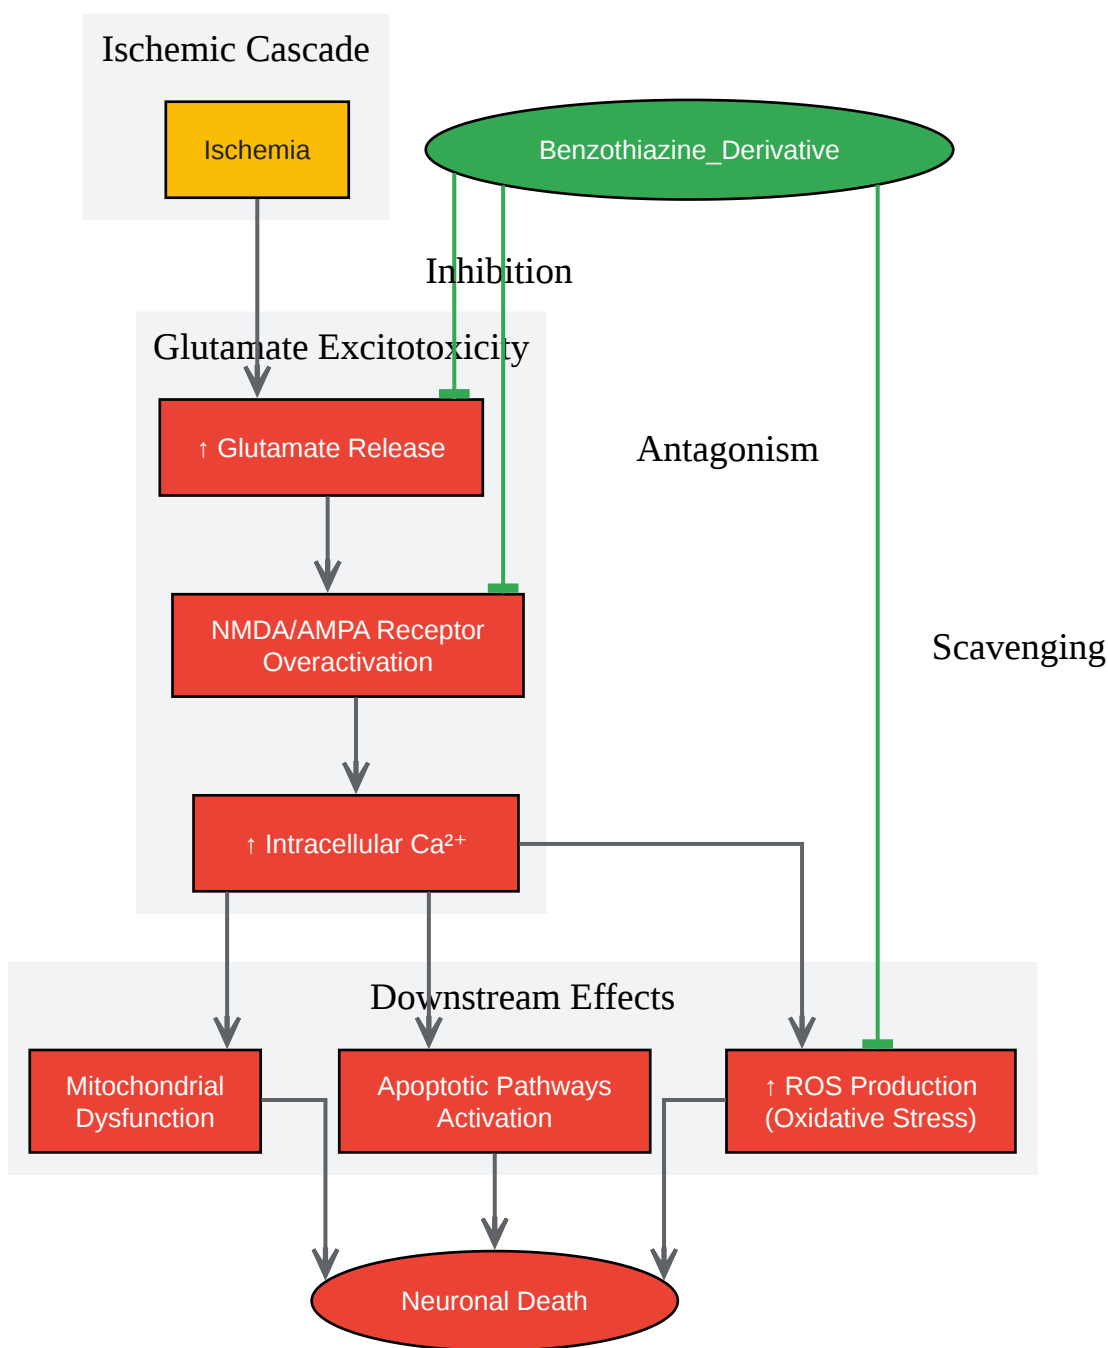 Ischemic Cascade
Ischemia
Benzothiazine_Derivative
Inhibition
Glutamate Excitotoxicity
↑ Glutamate Release
Antagonism
NMDA/AMPA Receptor
Overactivation
Scavenging
↑ Intracellular Ca²⁺
Downstream Effects
Mitochondrial
Dysfunction
Apoptotic Pathways
Activation
↑ ROS Production
(Oxidative Stress)
Neuronal Death